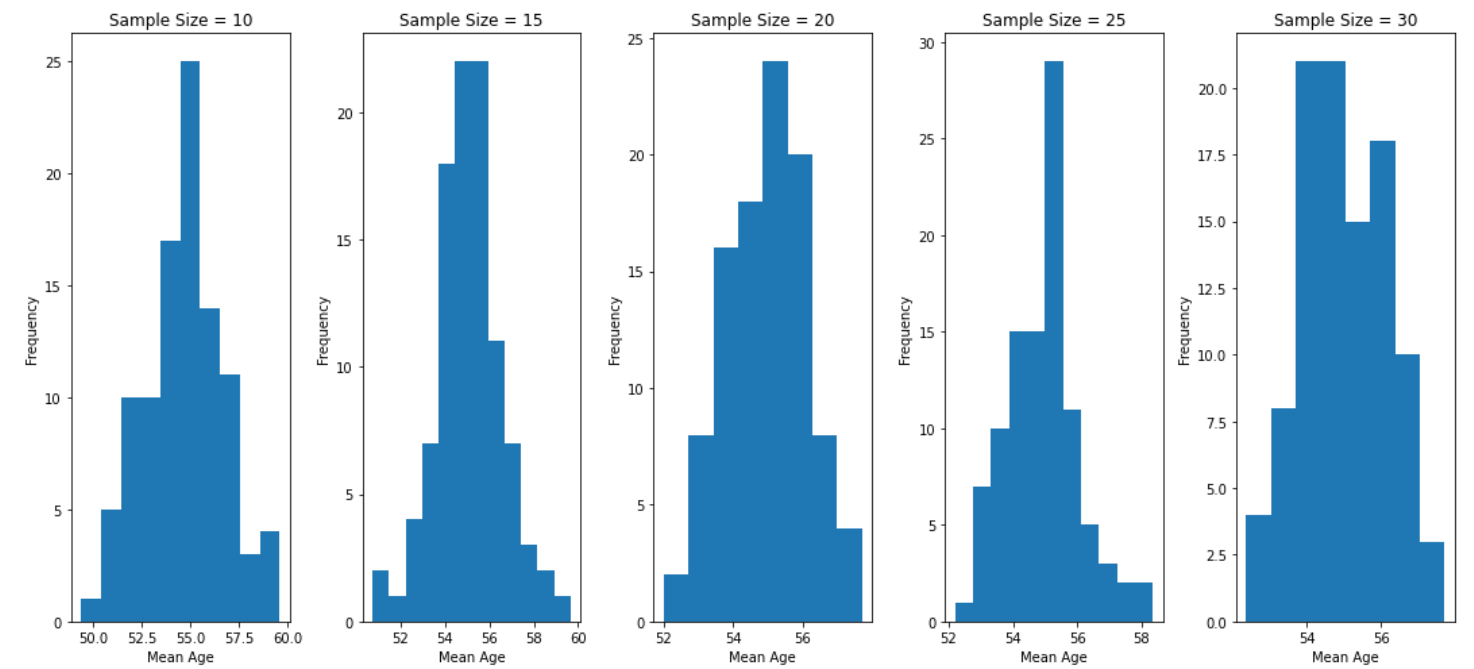 Sample Size = 10
25
20
15
10
5
0
Frequency
50.0 52.5 55.0 57.5 60.0
Mean Age
Sample Size = 15
20
15
10
5
0
Frequency
52 54 56 58 60
Mean Age
Sample Size = 20
25
20
15
10
5
0
Frequency
52 54 56
Mean Age
Sample Size = 25
30
25
20
15
10
5
0
Frequency
52 54 56 58
Mean Age
Sample Size = 30
20.0
17.5
15.0
12.5
10.0
7.5
5.0
2.5
0.0
Frequency
54 56
Mean Age